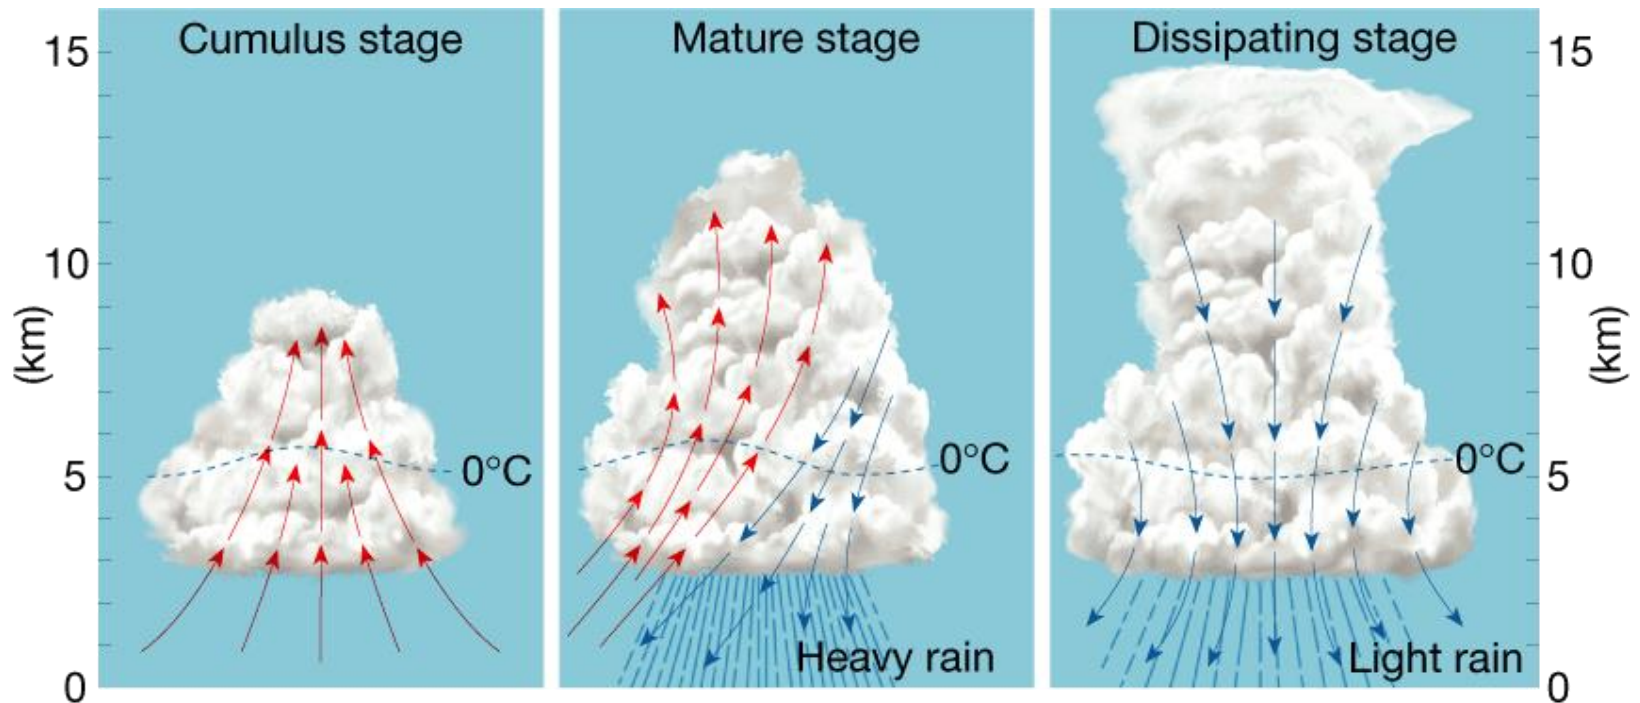 Cumulus stage
Mature stage
Dissipating stage
15
15
10
10
(km)
(km)
0°C
0°C
0°C
5
5
Heavy rain
Light rain
0
0